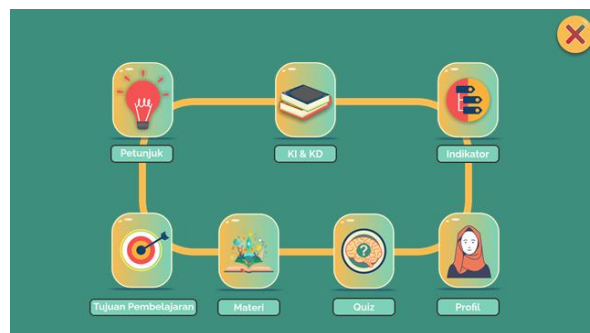 Petunjuk
KI & KD
Indikator
Tujuan Pembelajaran
Materi
Quiz
Profil